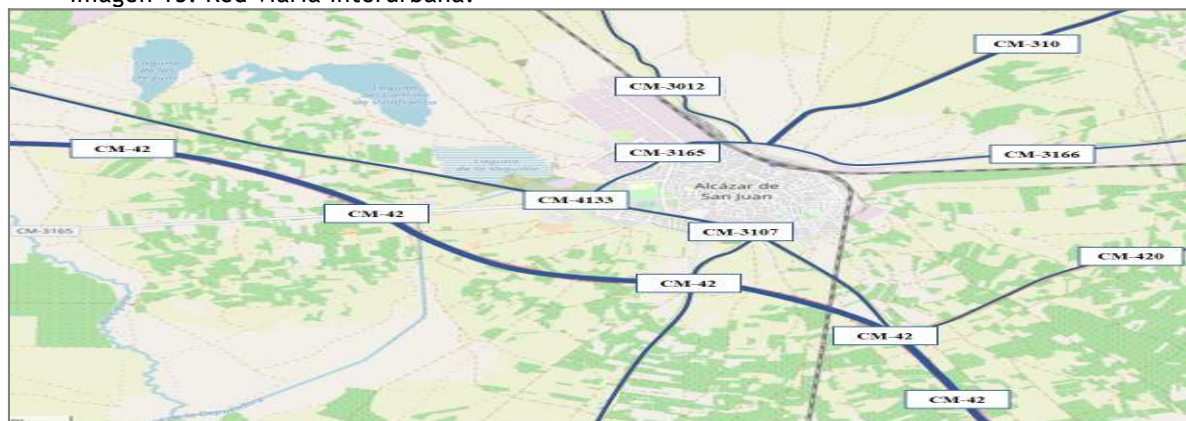 Imagen 10. Red viaria interurbana.
CM-310
CM-3012
CM-42
CM-3165
CM-3166
Alcázar de
San Juan
CM-4133
CM-42
CM-3165
CM-3107
CM-420
CM-42
CM-42
CM-42